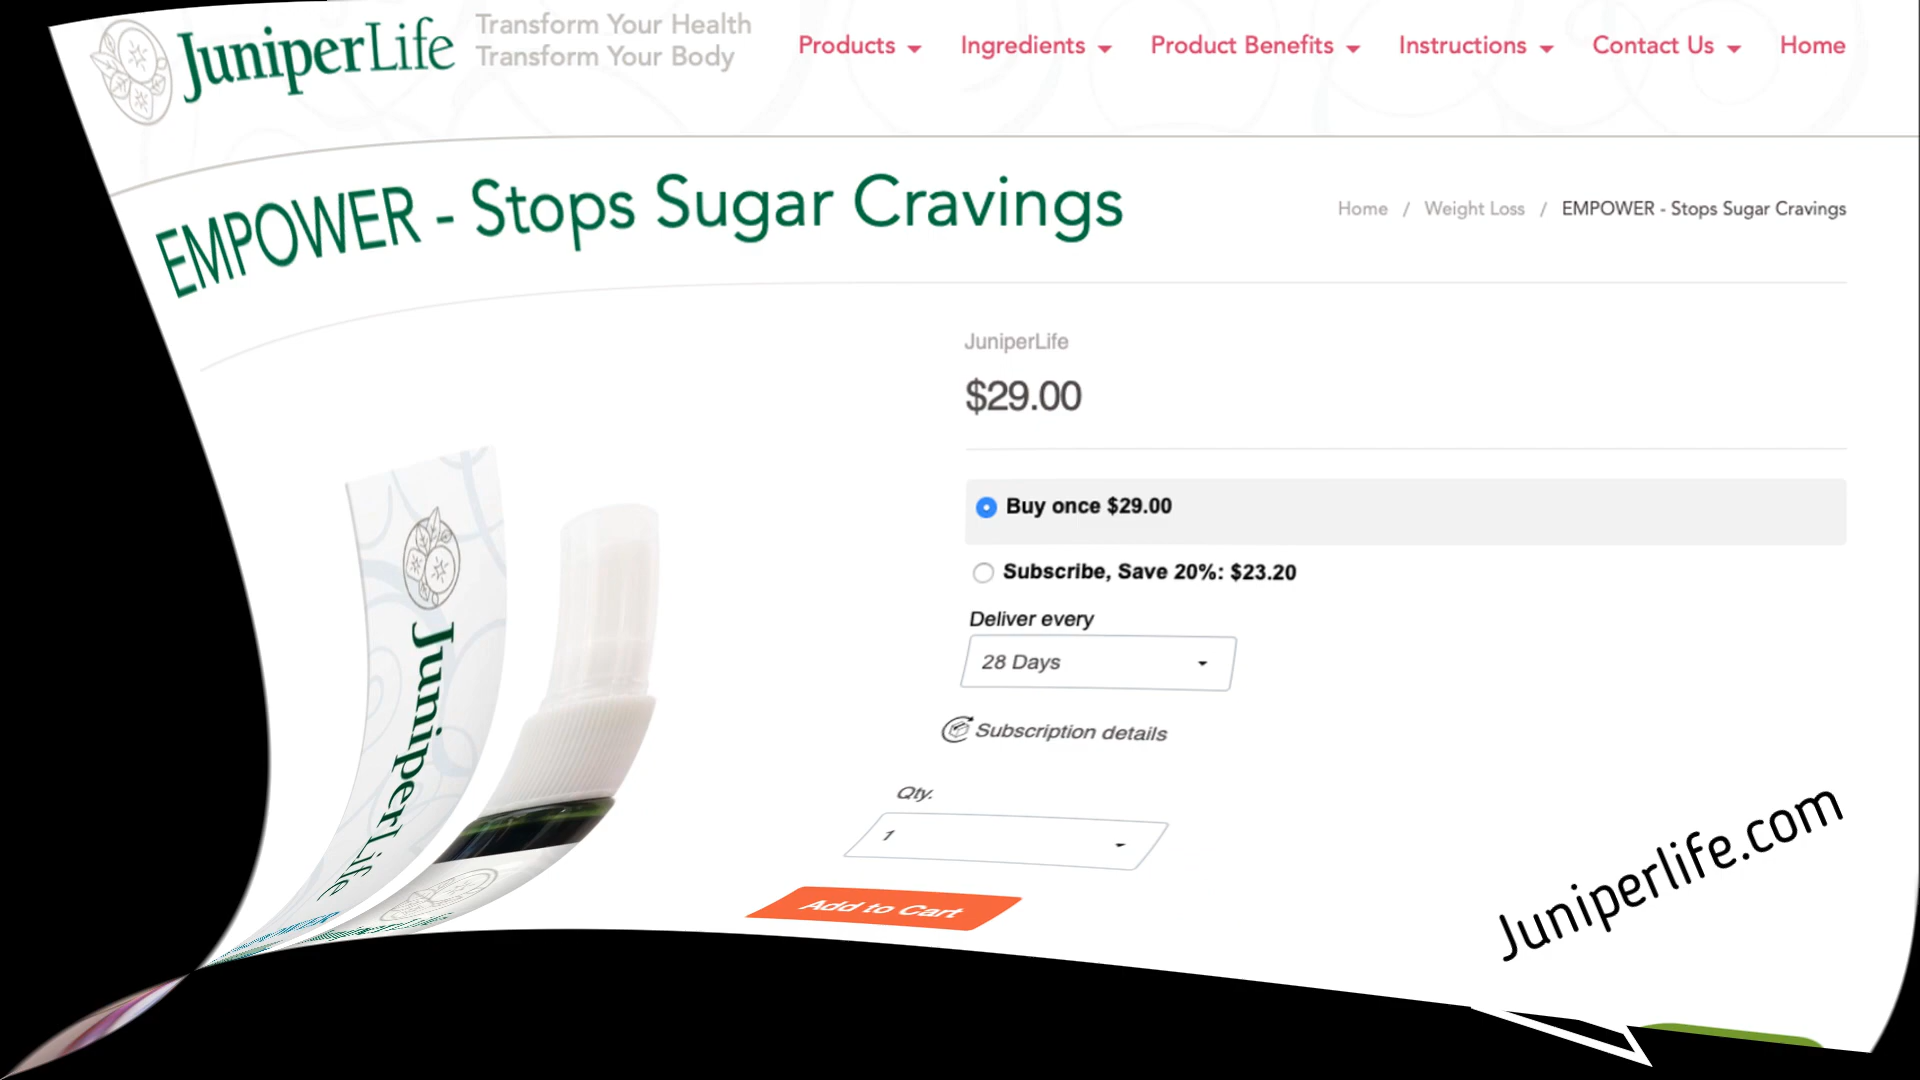 JuniperLife
Transform Your Health
Transform Your Body
Products
Ingredients
Product Benefits
Instructions
Contact Us
Home
EMPOWER - Stops Sugar Cravings
Home / Weight Loss / EMPOWER - Stops Sugar Cravings
JuniperLife
$29.00
Buy once $29.00
Subscribe, Save 20%: $23.20
Deliver every
28 Days
Subscription details
Qty.
1
Add to Cart
JuniperLife
Juniperlife.com